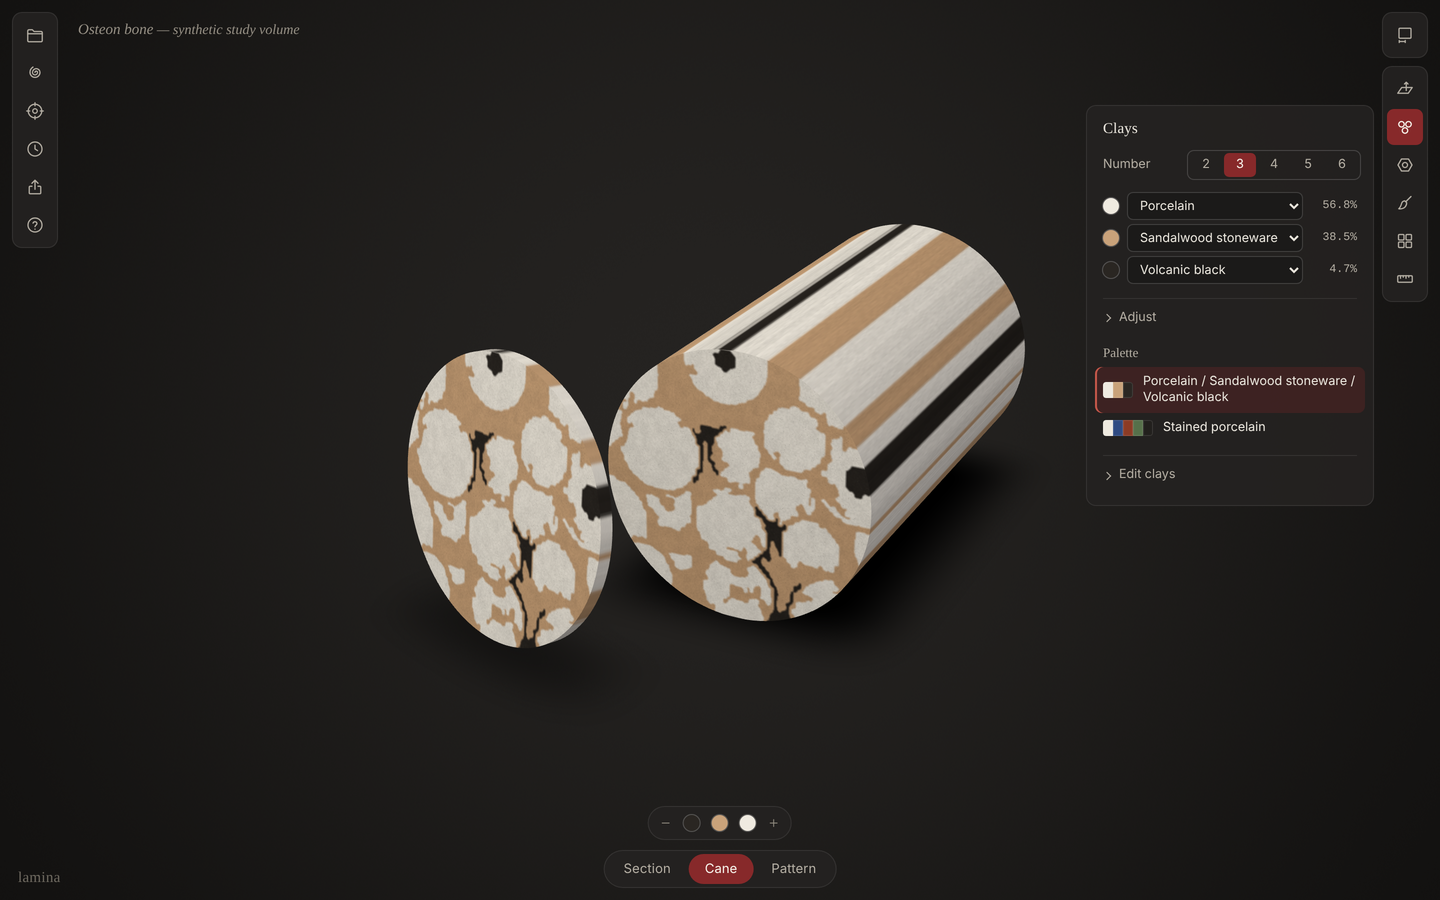 Osteon bone — synthetic study volume
Clays
Number 2 3 4 5 6
Porcelain 56.8%
Sandalwood stoneware 38.5%
Volcanic black 4.7%
Adjust
Palette
Porcelain / Sandalwood stoneware /
Volcanic black
Stained porcelain
Edit clays
− +
Section Cane Pattern
lamina